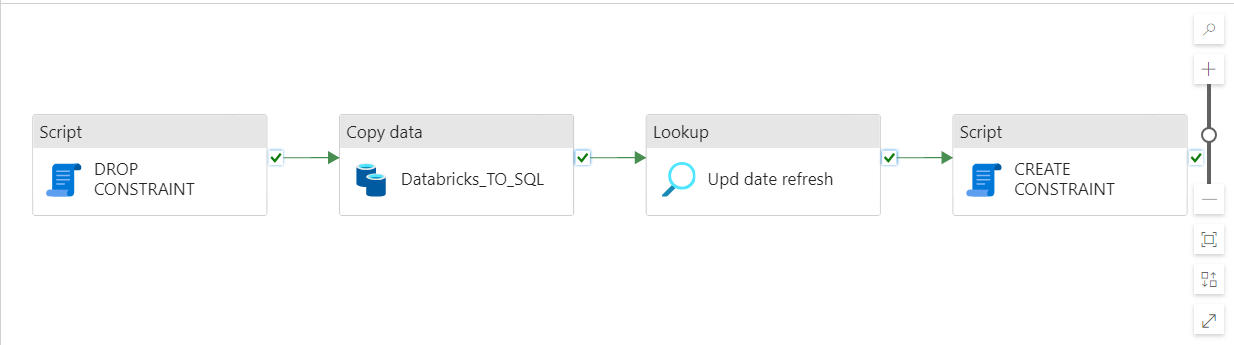 Script
DROP
CONSTRAINT
Copy data
Databricks_TO_SQL
Lookup
Upd date refresh
Script
CREATE
CONSTRAINT